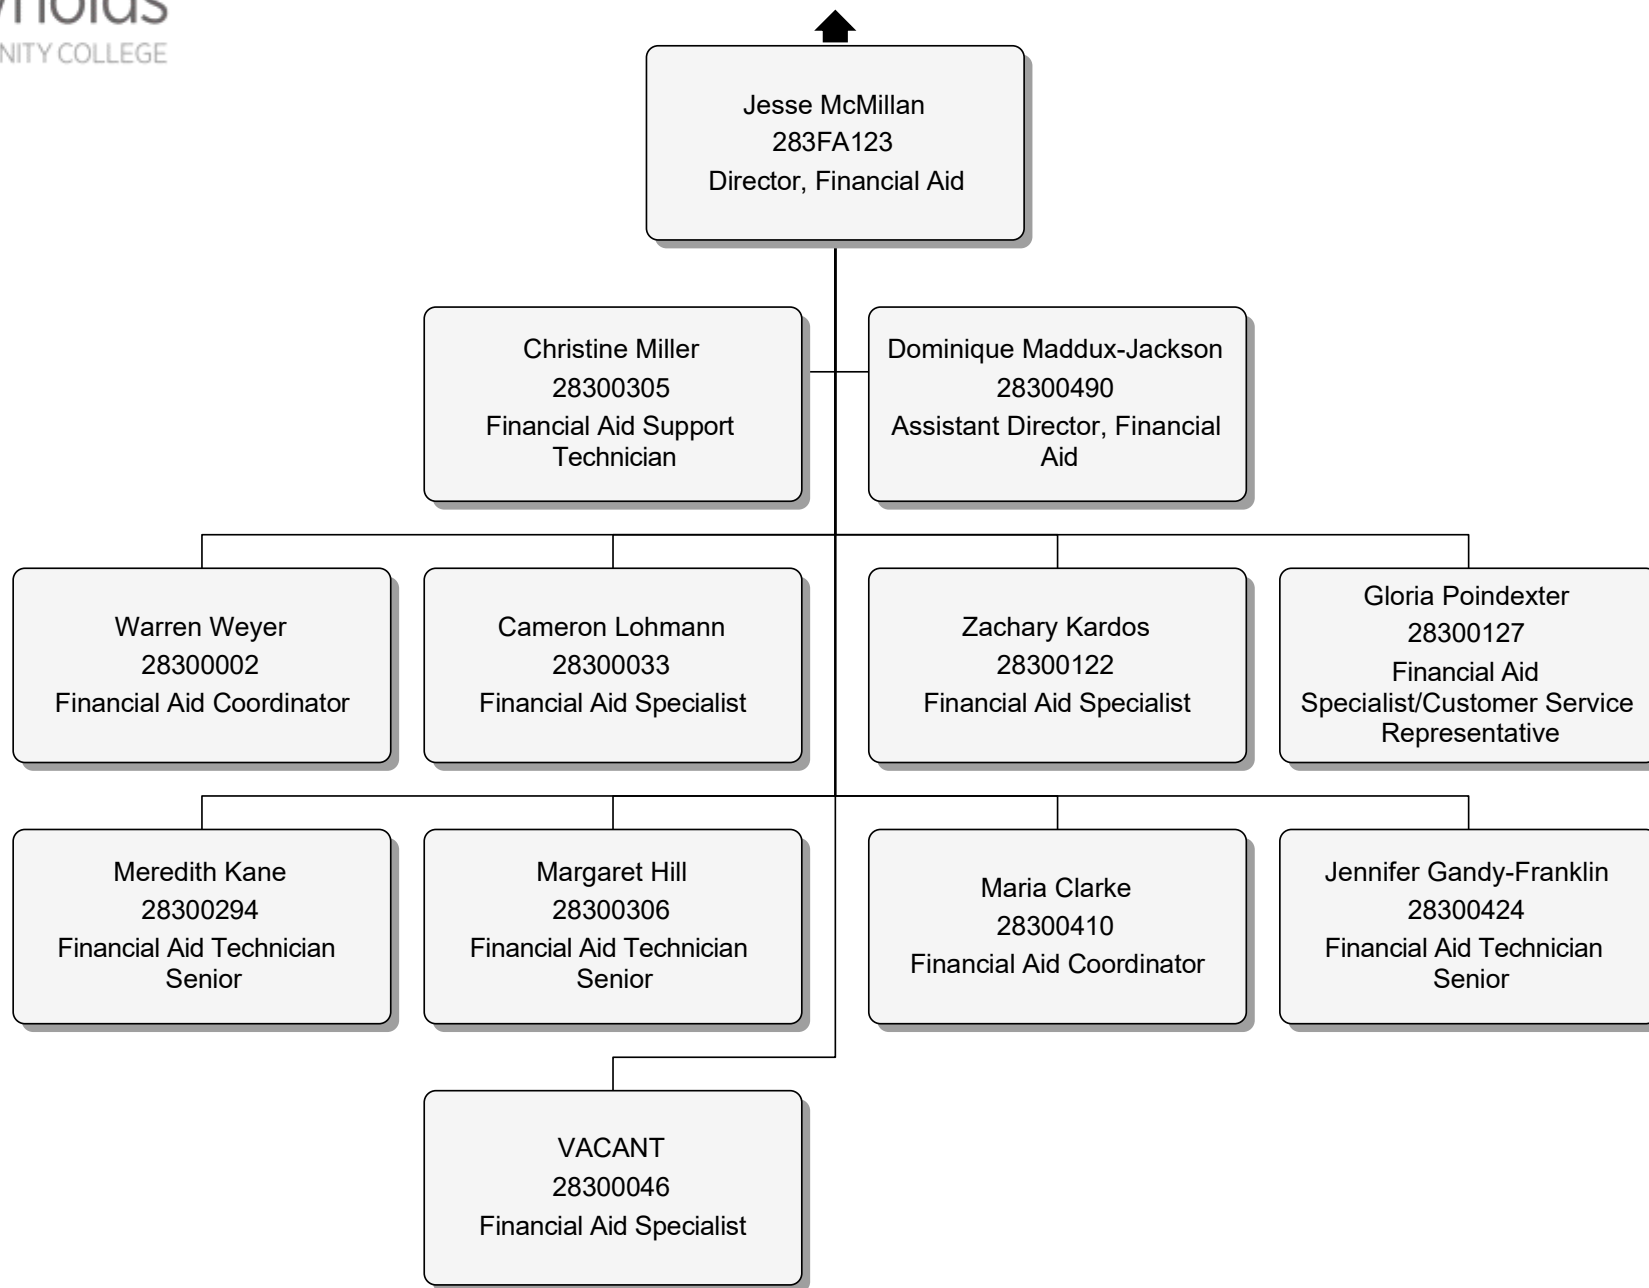 COLLEGE
Jesse McMillan
283FA123
Director, Financial Aid
Christine Miller
28300305
Financial Aid Support
Technician
Dominique Maddux-Jackson
28300490
Assistant Director, Financial
Aid
Warren Weyer
28300002
Financial Aid Coordinator
Cameron Lohmann
28300033
Financial Aid Specialist
Zachary Kardos
28300122
Financial Aid Specialist
Gloria Poindexter
28300127
Financial Aid
Specialist/Customer Service
Representative
Meredith Kane
28300294
Financial Aid Technician
Senior
Margaret Hill
28300306
Financial Aid Technician
Senior
Maria Clarke
28300410
Financial Aid Coordinator
Jennifer Gandy-Franklin
28300424
Financial Aid Technician
Senior
VACANT
28300046
Financial Aid Specialist